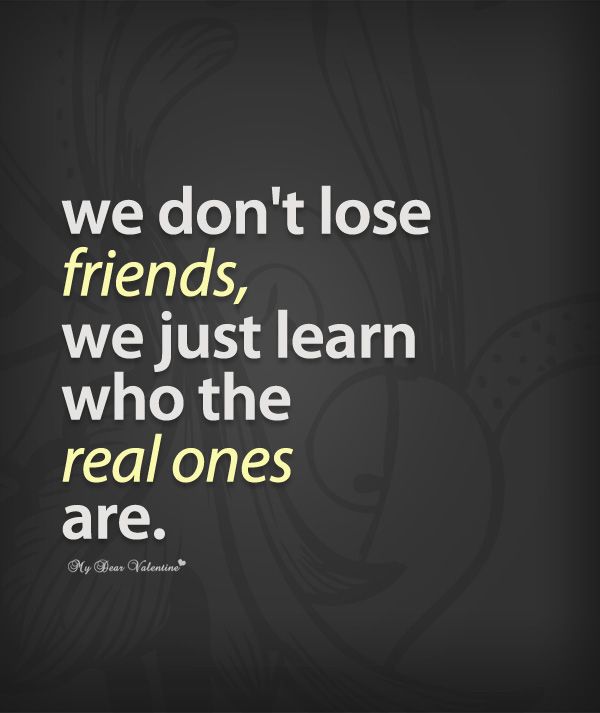 we don't lose
friends,
we just learn
who the
real ones
are.
My Dear Valentine